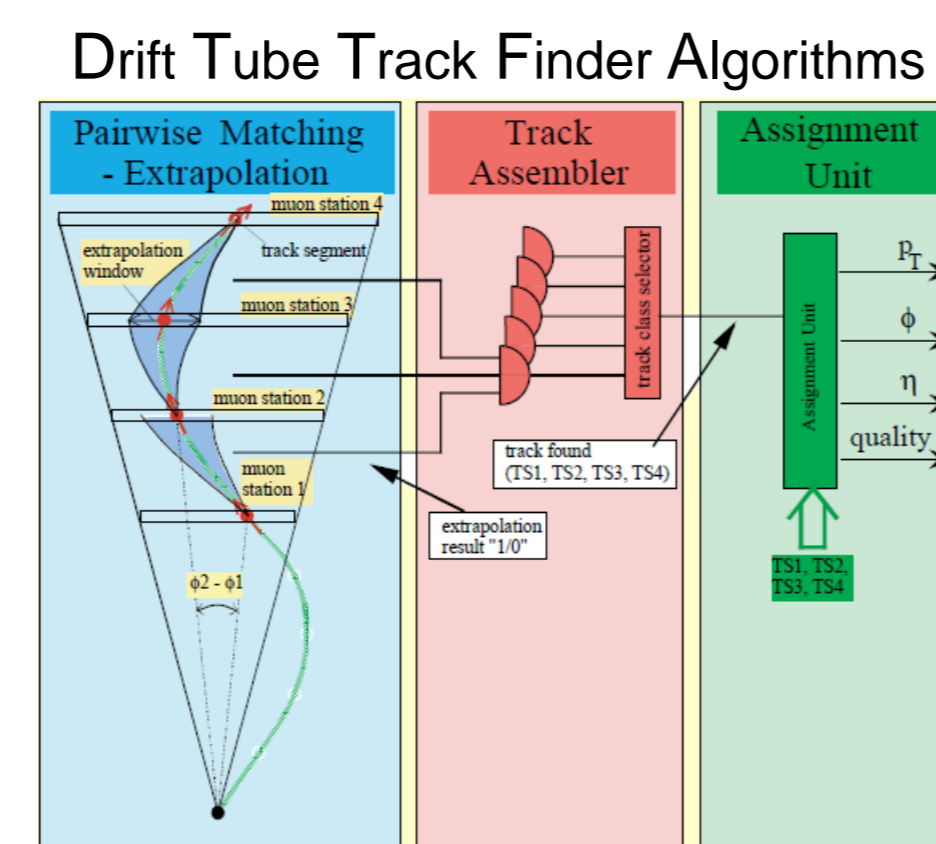 Drift Tube Track Finder Algorithms
Pairwise Matching
- Extrapolation
muon station 4
extrapolation
window
track segment
muon station 3
muon station 2
muon
station 1
ϕ2 - ϕ1
Track
Assembler
track class selector
track found
(TS1, TS2, TS3, TS4)
extrapolation
result "1/0"
Assignment
Unit
Assignment Unit
pT
ϕ
η
quality
TS1, TS2,
TS3, TS4